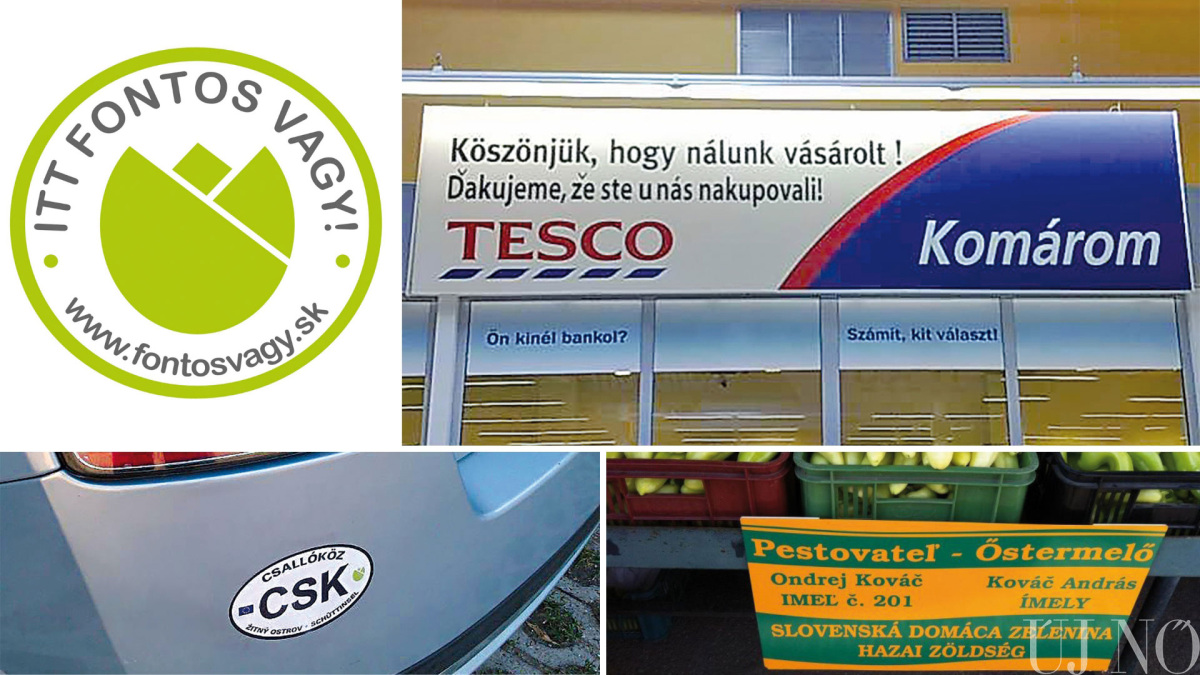 ITT FONTOS VAGY!
www.fontosvagy.sk
Köszönjük, hogy nálunk vásárolt !
Ďakujeme, že ste u nás nakupovali!
TESCO
Komárom
Ön kinél bankol?
Számít, kit választ!
CSALLÓKÖZ
CSK
ŽITNÝ OSTROV - SCHÜTTINSEL
Pestovateľ - Őstermelő
Ondrej Kováč
IMEĽ č. 201
Kováč András
ÍMELY
SLOVENSKÁ DOMÁCA ZELENINA
HAZAI ZÖLDSÉG
ÚJ NŐ